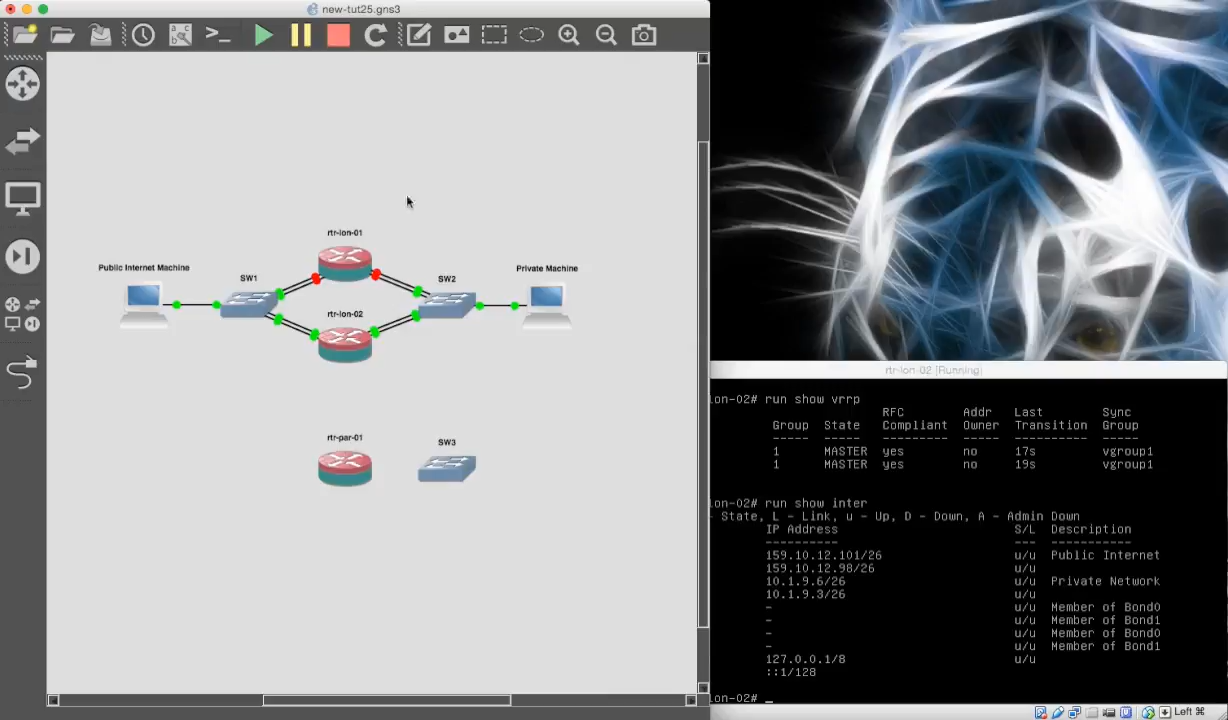 new-tut25.gns3
rtr-lon-01
Public Internet Machine
SW1
SW2
Private Machine
rtr-lon-02
rtr-par-01
SW3
rtr-lon-02 [Running]
lon-02# run show vrrp
RFC Addr Last Sync
Group State Compliant Owner Transition Group
----- ----- --------- ----- ---------- -----
1 MASTER yes no 17s vgroup1
1 MASTER yes no 19s vgroup1
lon-02# run show inter
- State, L - Link, u - Up, D - Down, A - Admin Down
IP Address S/L Description
---------- --- -----------
159.10.12.101/26 u/u Public Internet
159.10.12.98/26 u/u
10.1.9.6/26 u/u Private Network
10.1.9.3/26 u/u
- u/u Member of Bond0
- u/u Member of Bond1
- u/u Member of Bond0
- u/u Member of Bond1
127.0.0.1/8 u/u
::1/128
lon-02# _
Left ⌘